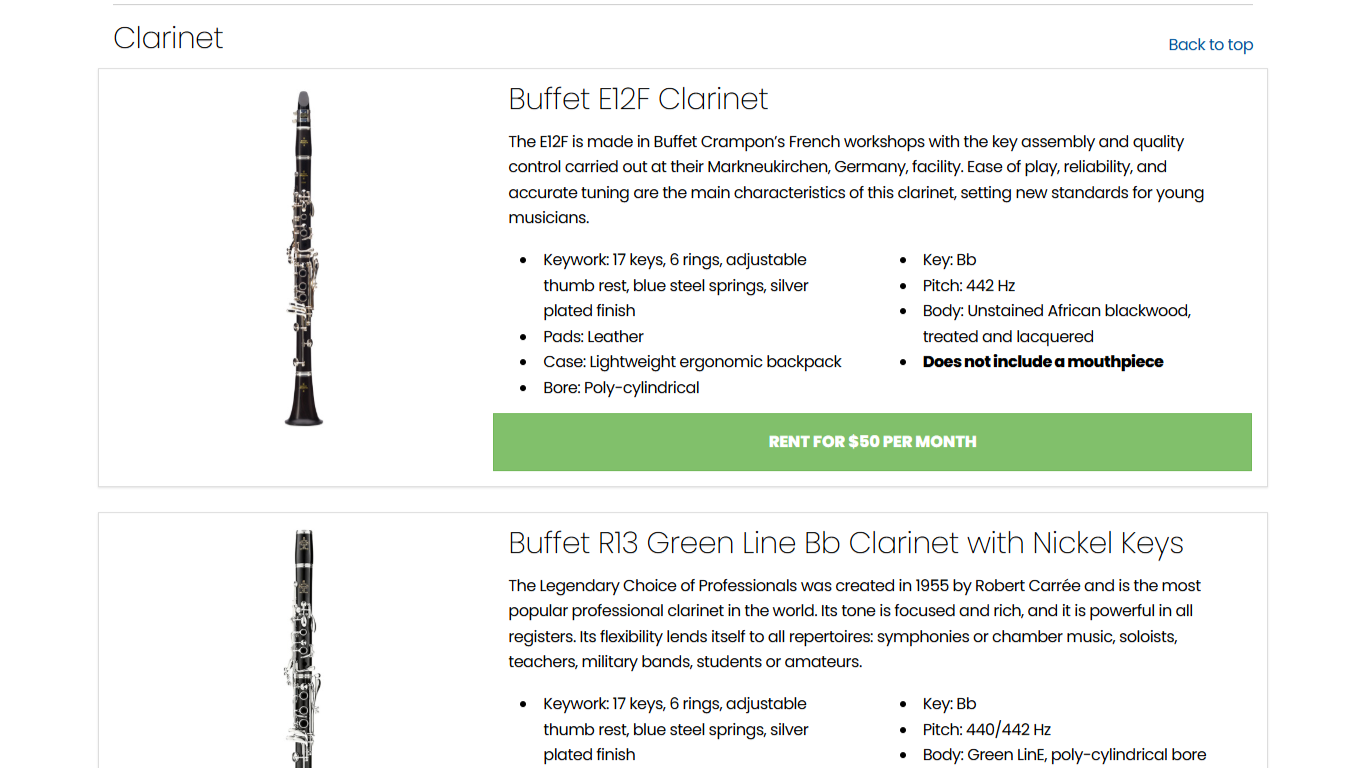 Clarinet
Back to top
Buffet E12F Clarinet
The E12F is made in Buffet Crampon’s French workshops with the key assembly and quality
control carried out at their Markneukirchen, Germany, facility. Ease of play, reliability, and
accurate tuning are the main characteristics of this clarinet, setting new standards for young
musicians.
Keywork: 17 keys, 6 rings, adjustable
thumb rest, blue steel springs, silver
plated finish
Pads: Leather
Case: Lightweight ergonomic backpack
Bore: Poly-cylindrical
Key: Bb
Pitch: 442 Hz
Body: Unstained African blackwood,
treated and lacquered
Does not include a mouthpiece
RENT FOR $50 PER MONTH
Buffet R13 Green Line Bb Clarinet with Nickel Keys
The Legendary Choice of Professionals was created in 1955 by Robert Carrée and is the most
popular professional clarinet in the world. Its tone is focused and rich, and it is powerful in all
registers. Its flexibility lends itself to all repertoires: symphonies or chamber music, soloists,
teachers, military bands, students or amateurs.
Keywork: 17 keys, 6 rings, adjustable
thumb rest, blue steel springs, silver
plated finish
Key: Bb
Pitch: 440/442 Hz
Body: Green LinE, poly-cylindrical bore